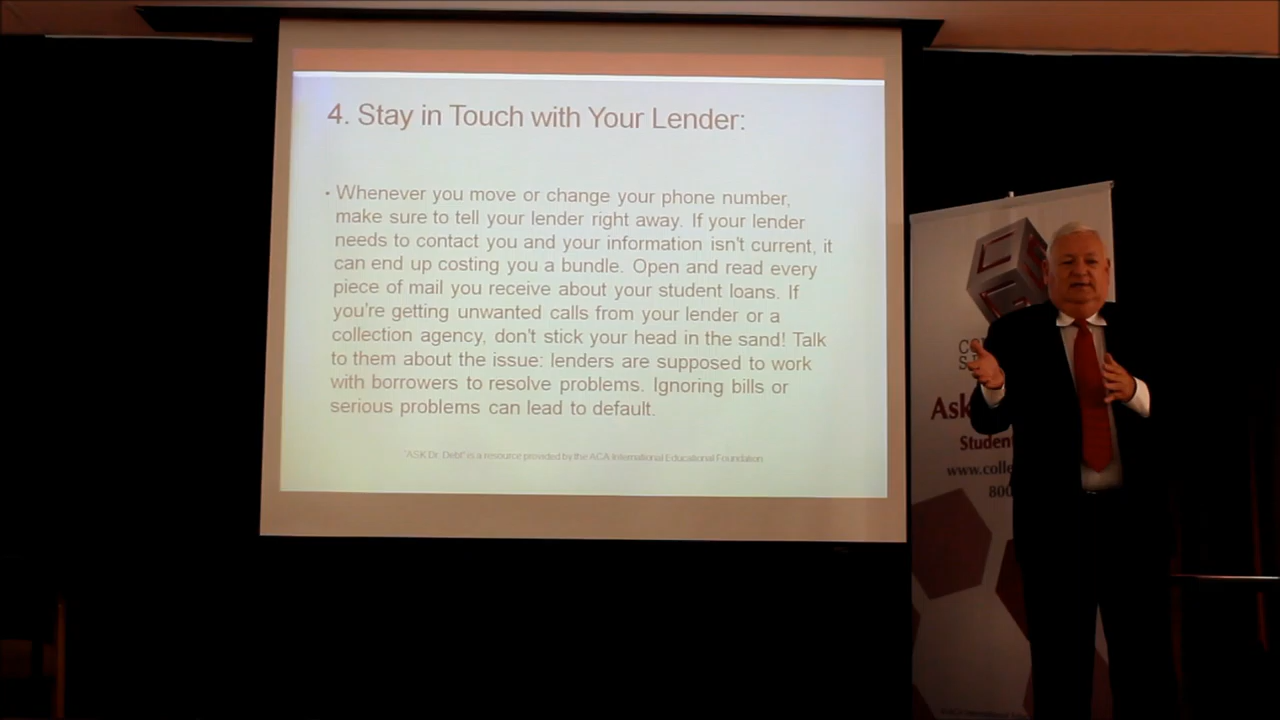 4. Stay in Touch with Your Lender:
• Whenever you move or change your phone number,
make sure to tell your lender right away. If your lender
needs to contact you and your information isn't current, it
can end up costing you a bundle. Open and read every
piece of mail you receive about your student loans. If
you're getting unwanted calls from your lender or a
collection agency, don't stick your head in the sand! Talk
to them about the issue: lenders are supposed to work
with borrowers to resolve problems. Ignoring bills or
serious problems can lead to default.
"ASK Dr. Debt" is a resource provided by the ACA International Educational Foundation
Ask
Student
www.colle
800